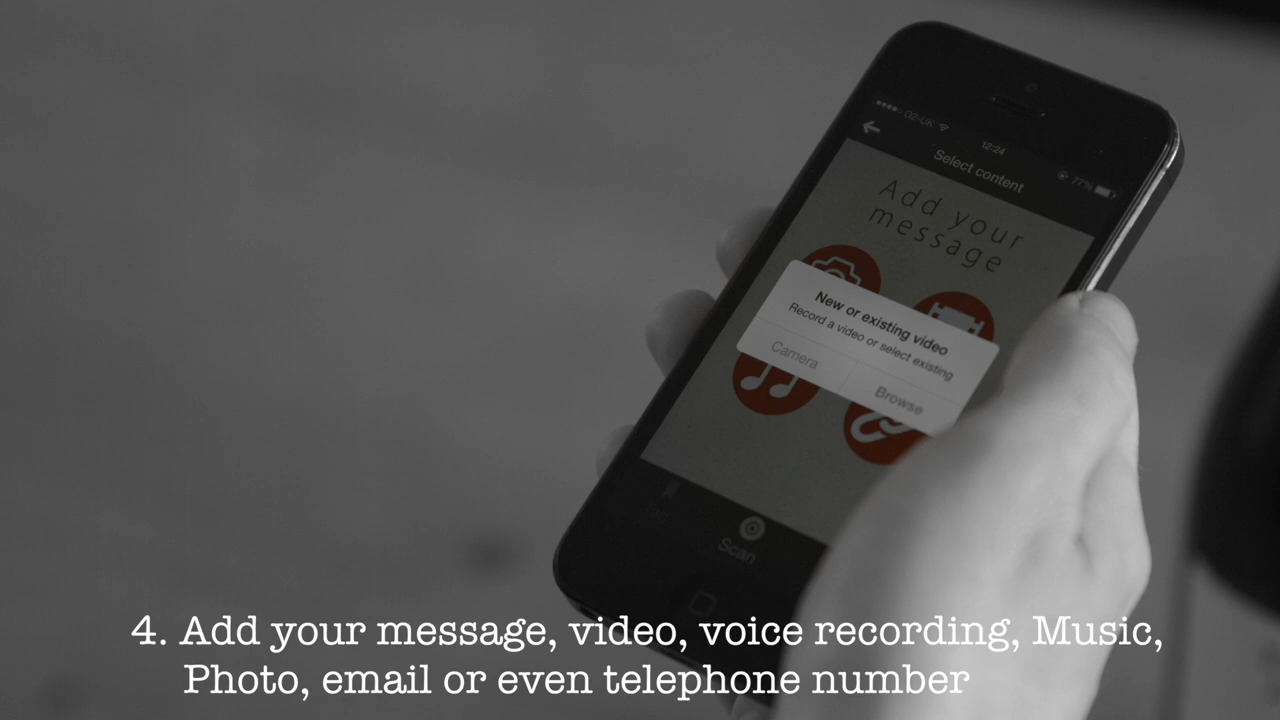 O2-UK
12:24
77%
Select content
Add your
message
New or existing video
Record a video or select existing
Camera
Browse
Scan
4. Add your message, video, voice recording, Music,
Photo, email or even telephone number